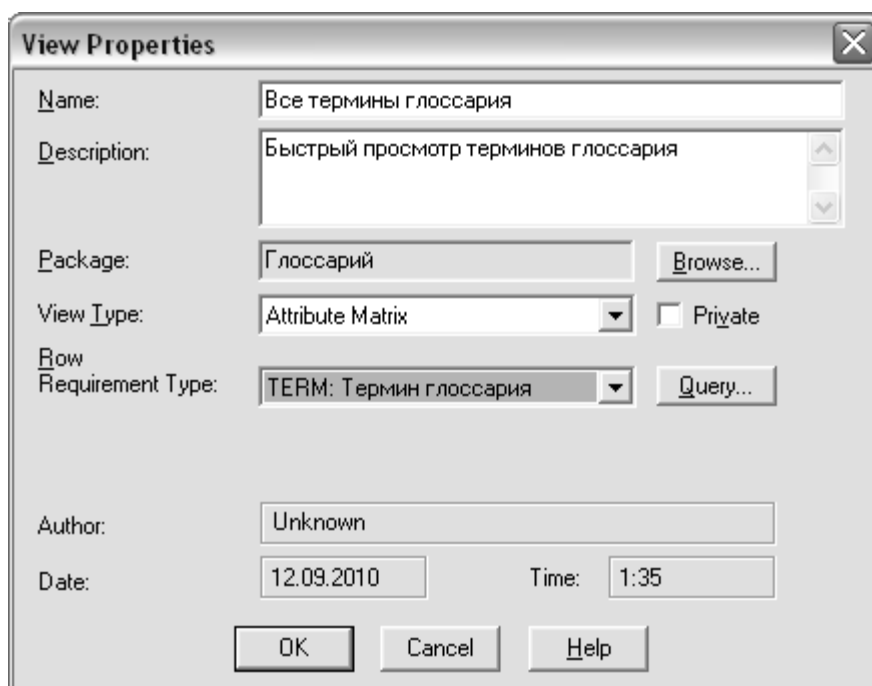 View Properties
Name: Все термины глоссария
Description: Быстрый просмотр терминов глоссария
Package: Глоссарий Browse...
View Type: Attribute Matrix Private
Row
Requirement Type: TERM: Термин глоссария Query...
Author: Unknown
Date: 12.09.2010 Time: 1:35
OK Cancel Help